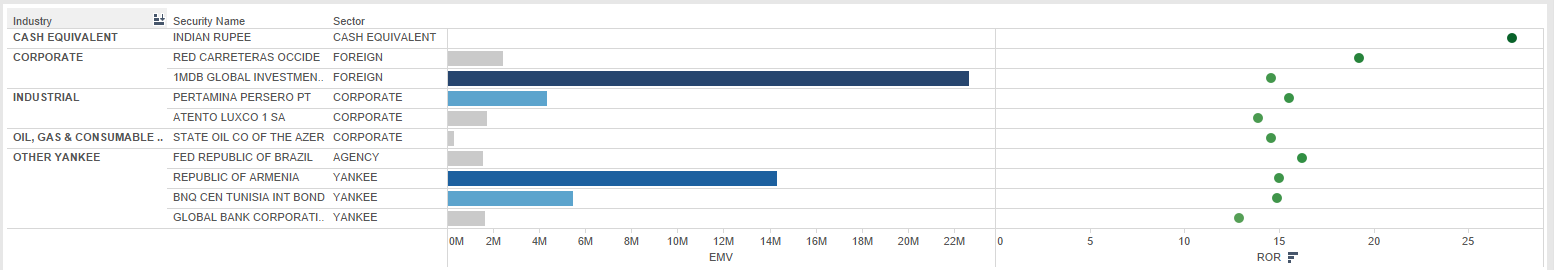 Industry Security Name Sector
CASH EQUIVALENT INDIAN RUPEE CASH EQUIVALENT
CORPORATE RED CARRETERAS OCCIDE FOREIGN
1MDB GLOBAL INVESTMEN.. FOREIGN
INDUSTRIAL PERTAMINA PERSERO PT CORPORATE
ATENTO LUXCO 1 SA CORPORATE
OIL, GAS & CONSUMABLE .. STATE OIL CO OF THE AZER CORPORATE
OTHER YANKEE FED REPUBLIC OF BRAZIL AGENCY
REPUBLIC OF ARMENIA YANKEE
BNQ CEN TUNISIA INT BOND YANKEE
GLOBAL BANK CORPORATI.. YANKEE
0M 2M 4M 6M 8M 10M 12M 14M 16M 18M 20M 22M 0 5 10 15 20 25
EMV ROR